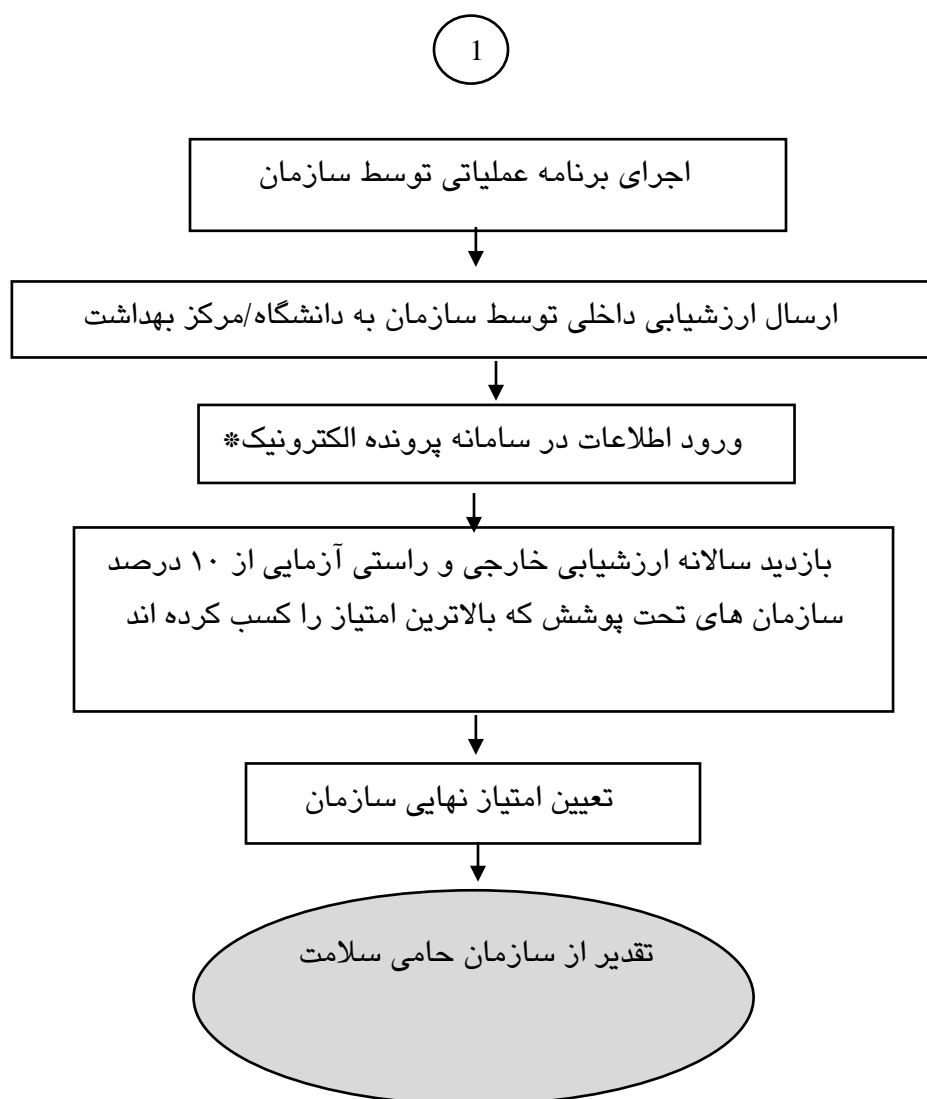 1
اجرای برنامه عملیاتی توسط سازمان
ارسال ارزشیابی داخلی توسط سازمان به دانشگاه/مرکز بهداشت
ورود اطلاعات در سامانه پرونده الکترونیک*
بازدید سالانه ارزشیابی خارجی و راستی آزمایی از ۱۰ درصد
سازمان های تحت پوشش که بالاترین امتیاز را کسب کرده اند
تعیین امتیاز نهایی سازمان
تقدیر از سازمان حامی سلامت